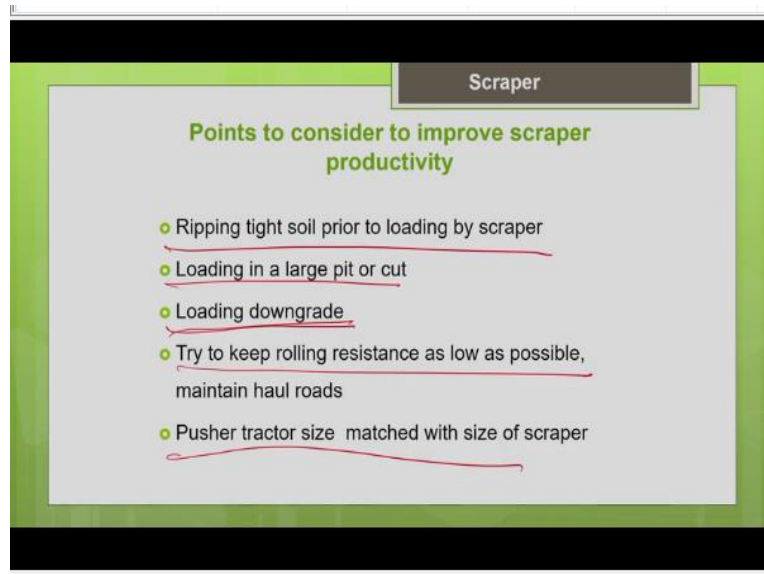 Scraper
Points to consider to improve scraper
productivity
Ripping tight soil prior to loading by scraper
Loading in a large pit or cut
Loading downgrade
Try to keep rolling resistance as low as possible,
maintain haul roads
Pusher tractor size matched with size of scraper